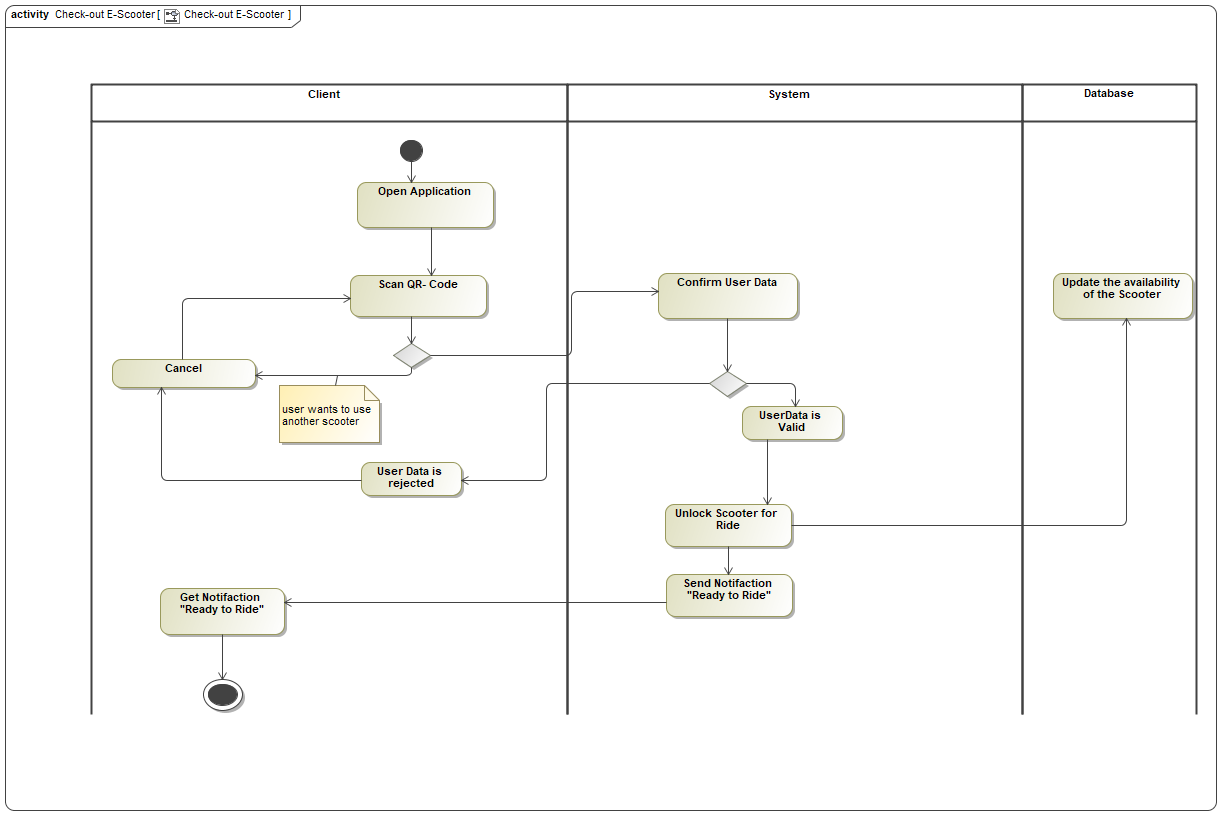 activity Check-out E-Scooter [ Check-out E-Scooter ]
Client
System
Database
Open Application
Scan QR- Code
Confirm User Data
Update the availability
of the Scooter
Cancel
user wants to use
another scooter
UserData is
Valid
User Data is
rejected
Unlock Scooter for
Ride
Send Notifaction
"Ready to Ride"
Get Notifaction
"Ready to Ride"